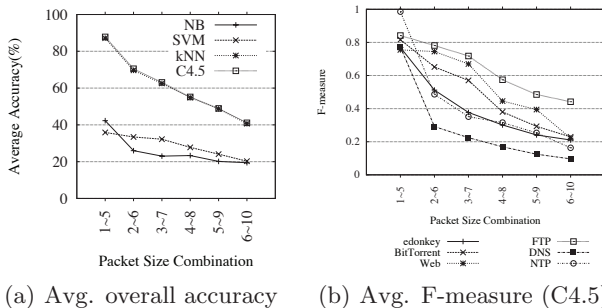 NB
SVM
kNN
C4.5
Average Accuracy(%)
100
80
60
40
20
0
1~5
2~6
3~7
4~8
5~9
6~10
Packet Size Combination
(a) Avg. overall accuracy
F-measure
1
0.8
0.6
0.4
0.2
0
1~5
2~6
3~7
4~8
5~9
6~10
Packet Size Combination
edonkey
BitTorrent
Web
FTP
DNS
NTP
(b) Avg. F-measure (C4.5)